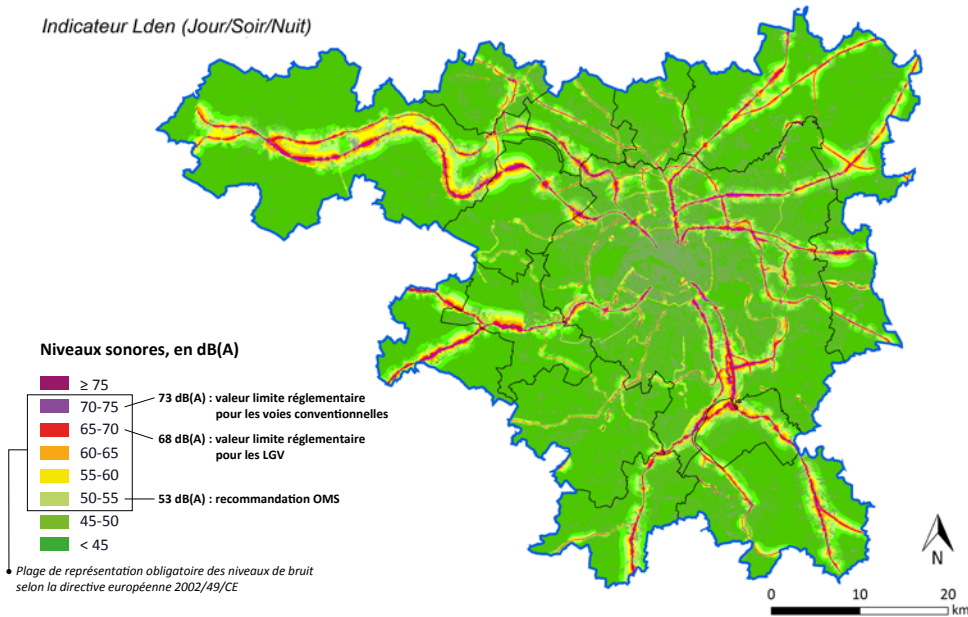 Indicateur Lden (Jour/Soir/Nuit)
Niveaux sonores, en dB(A)
≥ 75
70-75
73 dB(A) : valeur limite réglementaire
pour les voies conventionnelles
65-70
68 dB(A) : valeur limite réglementaire
pour les LGV
60-65
55-60
50-55
53 dB(A) : recommandation OMS
45-50
< 45
Plage de représentation obligatoire des niveaux de bruit
selon la directive européenne 2002/49/CE
N
0 10 20
km